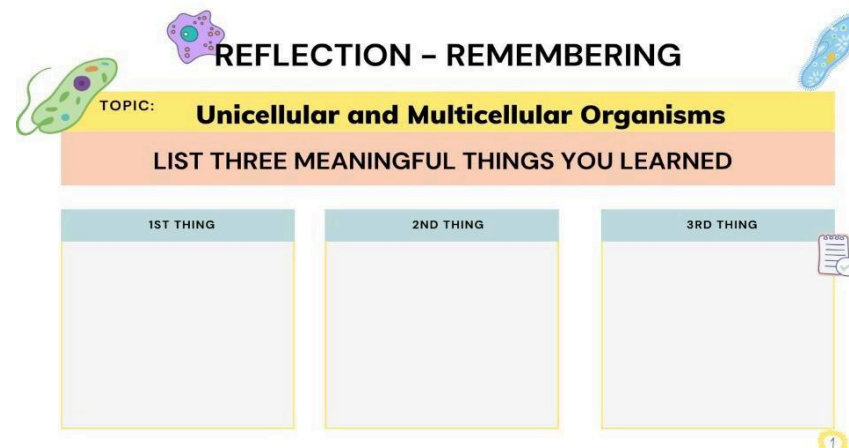 REFLECTION – REMEMBERING
TOPIC:
Unicellular and Multicellular Organisms
LIST THREE MEANINGFUL THINGS YOU LEARNED
1ST THING
2ND THING
3RD THING
1